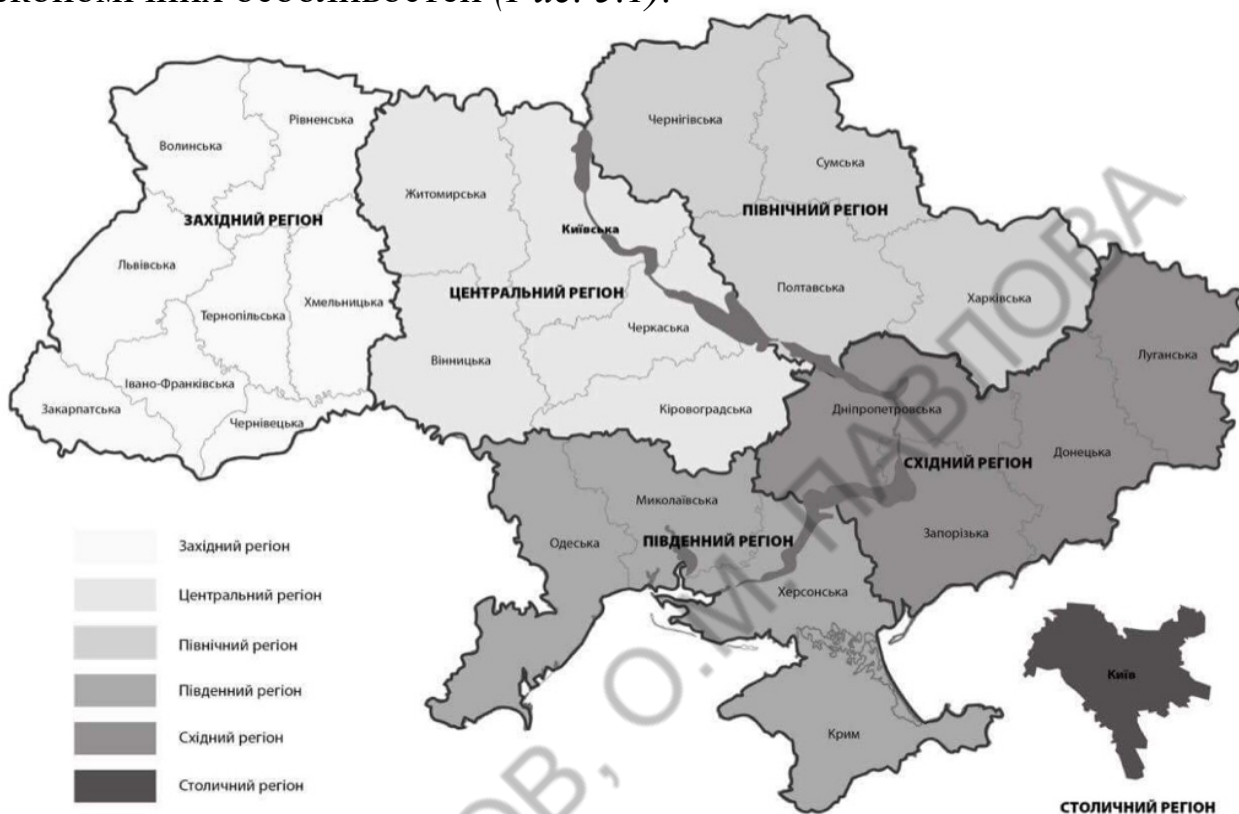 економічних особливостей (Рис. 3.1).
Чернігівська
Рівненська
Волинська
Сумська
Житомирська
ПІВНІЧНИЙ РЕГІОН
ЗАХІДНИЙ РЕГІОН
Київська
Львівська
Полтавська
ЦЕНТРАЛЬНИЙ РЕГІОН
Харківська
Хмельницька
Тернопільська
Черкаська
Вінницька
Луганська
Івано-Франківська
Закарпатська
Кіровоградська
Дніпропетровська
Чернівецька
Донецька
СХІДНИЙ РЕГІОН
Миколаївська
Запорізька
Одеська
ПІВДЕННИЙ РЕГІОН
Херсонська
Крим
Західний регіон
Центральний регіон
Північний регіон
Південний регіон
Східний регіон
Столичний регіон
Київ
СТОЛИЧНИЙ РЕГІОН
ОВ, О.М. ПАВЛОВА